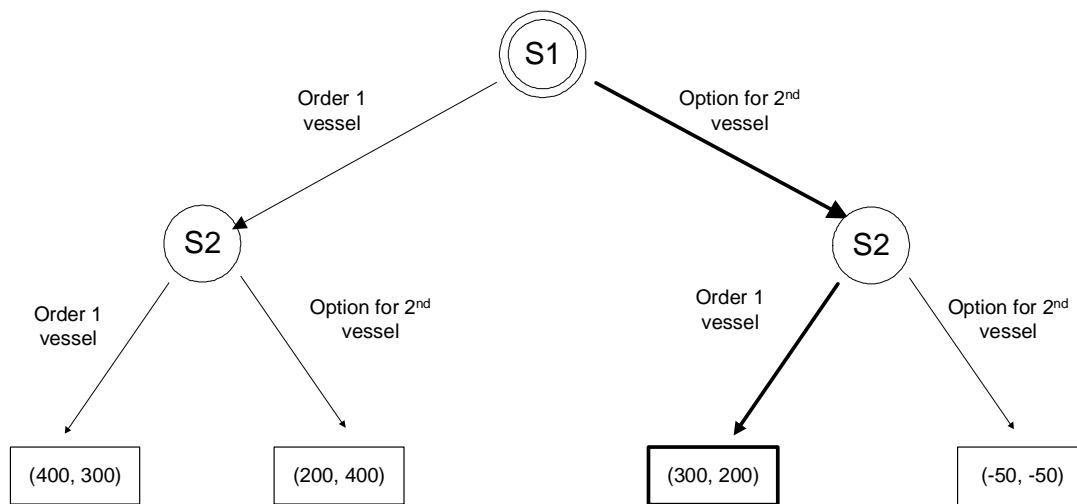 S1
Order 1
vessel
Option for 2nd
vessel
S2
S2
Order 1
vessel
Option for 2nd
vessel
Order 1
vessel
Option for 2nd
vessel
(400, 300)
(200, 400)
(300, 200)
(-50, -50)